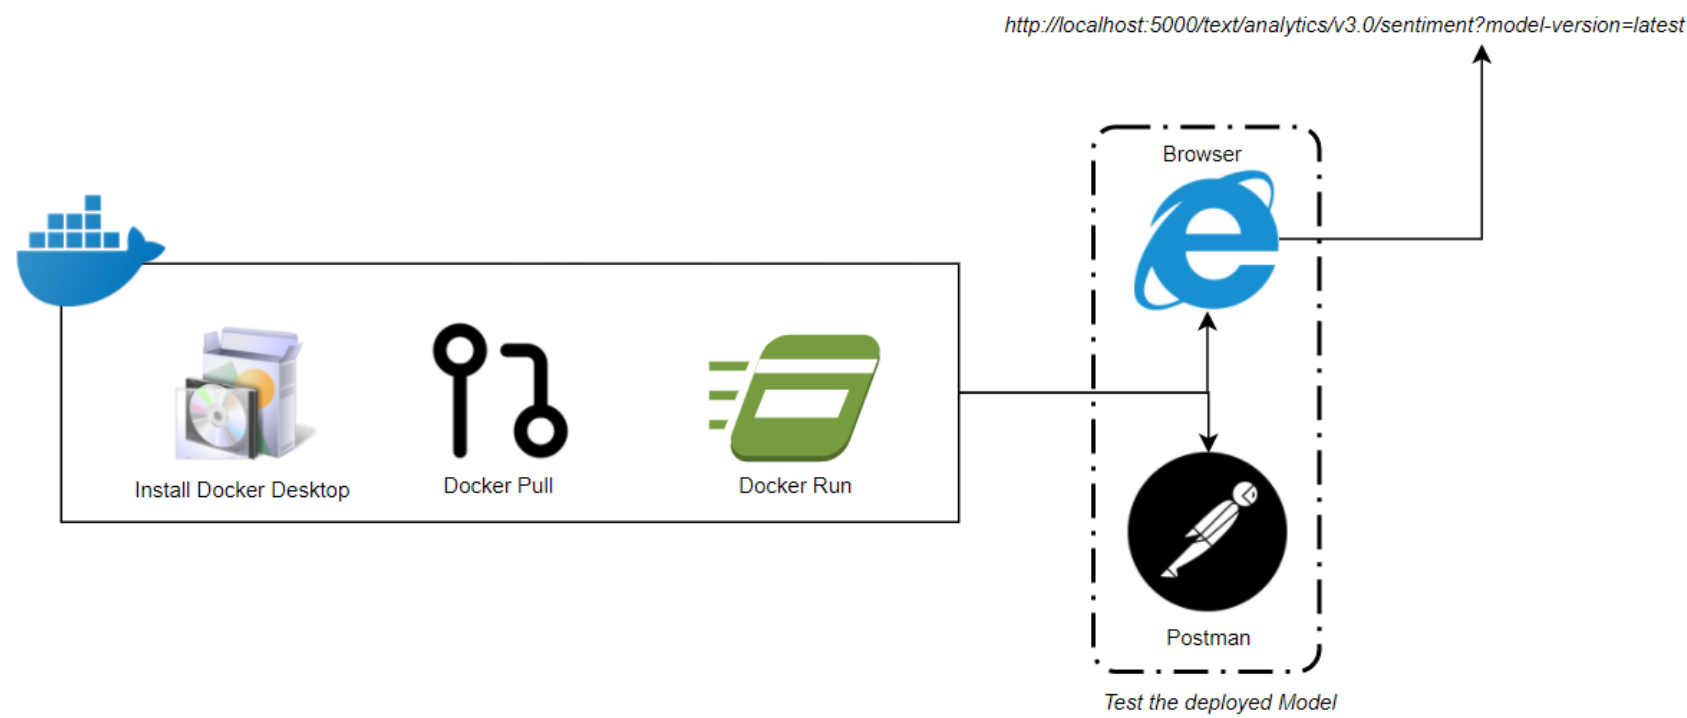 http://localhost:5000/text/analytics/v3.0/sentiment?model-version=latest
Browser
Install Docker Desktop
Docker Pull
Docker Run
Postman
Test the deployed Model